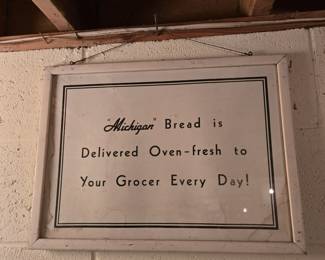 "Michigan" Bread is
Delivered Oven-fresh to
Your Grocer Every Day!